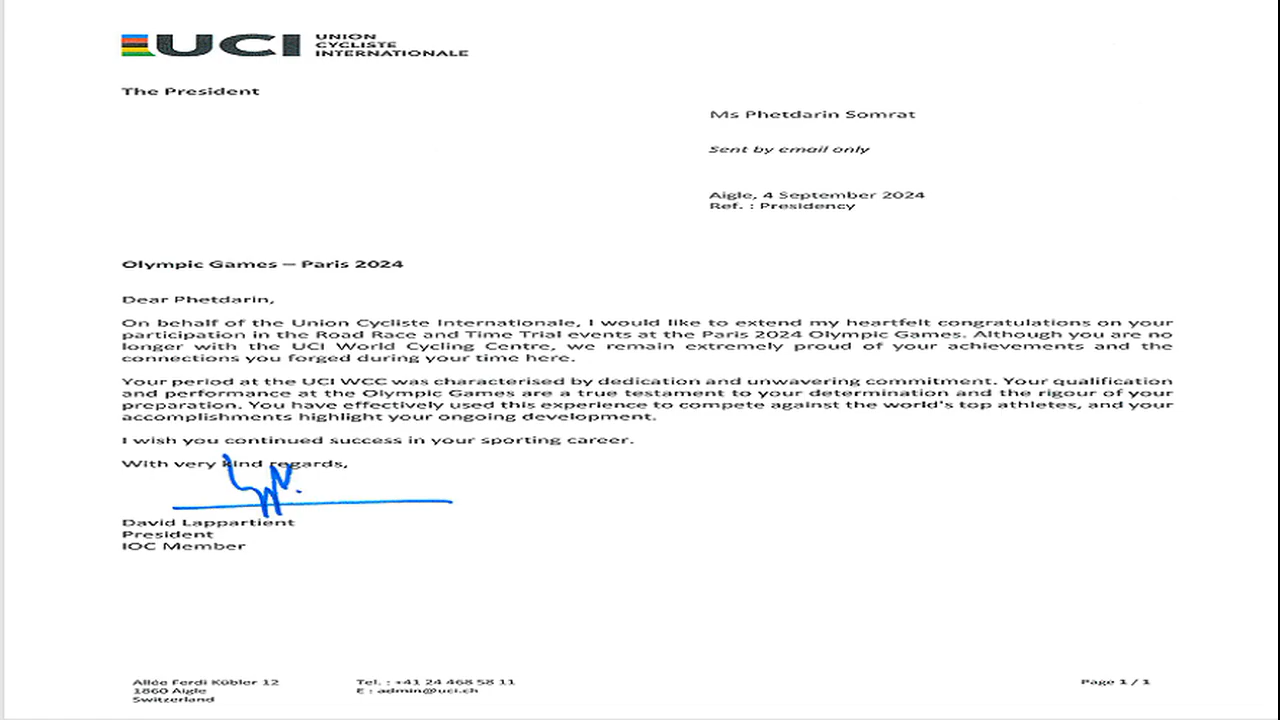 UCI UNION
CYCLISTE
INTERNATIONALE
The President
Ms Phetdarin Somrat
Sent by email only
Aigle, 4 September 2024
Ref. : Presidency
Olympic Games – Paris 2024
Dear Phetdarin,
On behalf of the Union Cycliste Internationale, I would like to extend my heartfelt congratulations on your
participation in the Road Race and Time Trial events at the Paris 2024 Olympic Games. Although you are no
longer with the UCI World Cycling Centre, we remain extremely proud of your achievements and the
connections you forged during your time here.
Your period at the UCI WCC was characterised by dedication and unwavering commitment. Your qualification
and performance at the Olympic Games are a true testament to your determination and the rigour of your
preparation. You have effectively used this experience to compete against the world's top athletes, and your
accomplishments highlight your ongoing development.
I wish you continued success in your sporting career.
With very kind regards,
David Lappartient
President
IOC Member
Allée Ferdi Kübler 12
1860 Aigle
Switzerland
Tel. : +41 24 468 58 11
E : admin@uci.ch
Page 1 / 1